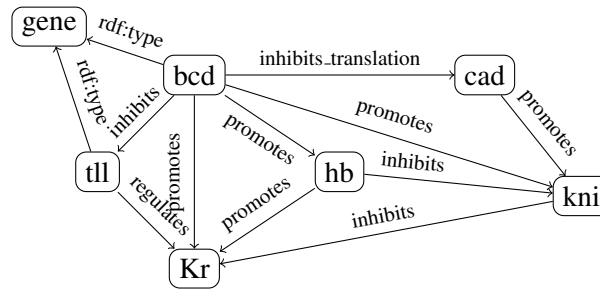 gene
rdf:type
bcd
inhibits_translation
cad
rdf:type
inhibits
promotes
promotes
promotes
promotes
tll
hb
inhibits
kni
regulates
promotes
inhibits
Kr